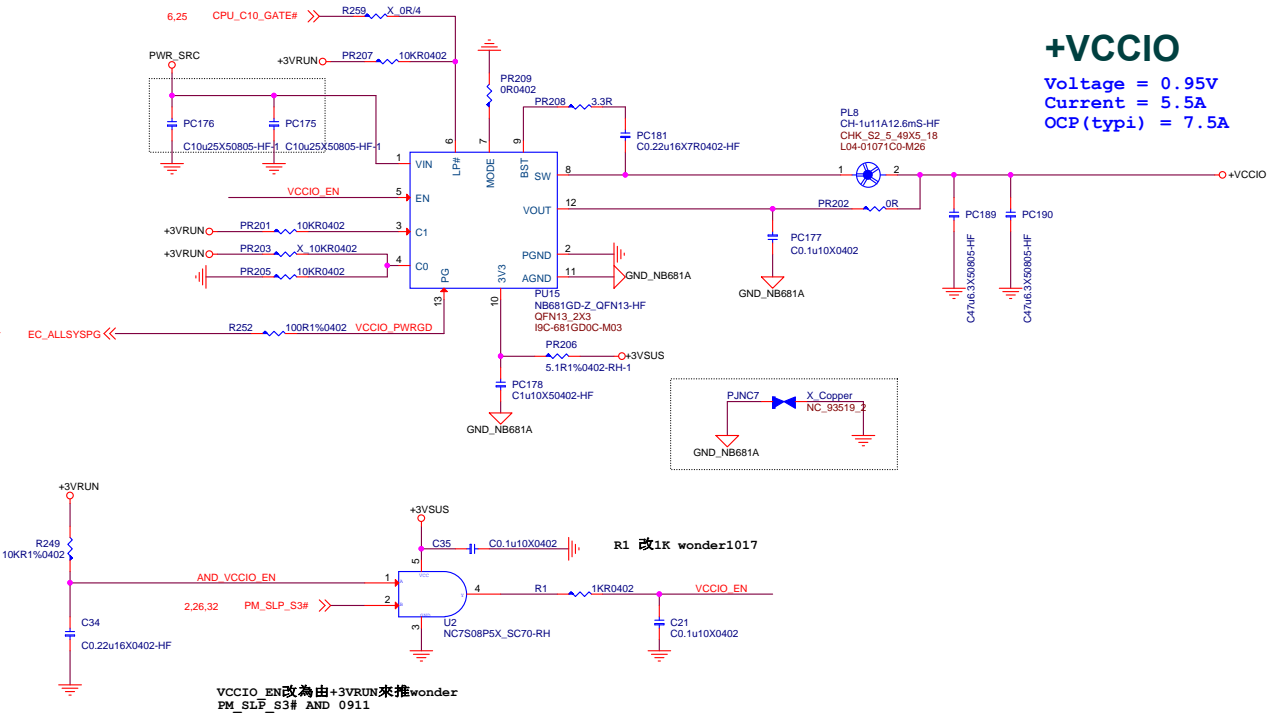 6,25 CPU_C10_GATE# R259 X_0R/4
+VCCIO
Voltage = 0.95V
Current = 5.5A
OCP(typi) = 7.5A
PWR_SRC
+3VRUN PR207 10KR0402
PR209
0R0402
PR208 3.3R
PC176
C10u25X50805-HF-1
PC175
C10u25X50805-HF-1
PC181
C0.22u16X7R0402-HF
PL8
CH-1u11A12.6mS-HF
CHK_S2_5_49X5_18
L04-01071C0-M26
6 7 9
LP# MODE BST
1 VIN
SW 8
1 2
+VCCIO
VCCIO_EN 5 EN
VOUT 12 PR202 0R
PC189
C47u6.3X50805-HF
PC190
C47u6.3X50805-HF
+3VRUN PR201 10KR0402 3 C1
PC177
C0.1u10X0402
GND_NB681A
+3VRUN PR203 X_10KR0402
4 C0
PR205 10KR0402
PGND 2
AGND 11 GND_NB681A
PG 3V3
13 10
PU15
NB681GD-Z_QFN13-HF
QFN13_2X3
I9C-681GD0C-M03
EC_ALLSYSPG R252 100R1%0402 VCCIO_PWRGD
PR206
5.1R1%0402-RH-1
+3VSUS
PC178
C1u10X50402-HF
GND_NB681A
PJNC7 X_Copper
NC_93519_2
GND_NB681A
+3VRUN
R249
10KR1%0402
+3VSUS
C35 C0.1u10X0402
R1 改1K wonder1017
5
VCC
AND_VCCIO_EN 1 A
2,26,32 PM_SLP_S3# 2 B
Y 4 R1 1KR0402 VCCIO_EN
GND
3
U2
NC7S08P5X_SC70-RH
C34
C0.22u16X0402-HF
C21
C0.1u10X0402
VCCIO_EN改為由+3VRUN來推wonder
PM_SLP_S3# AND 0911